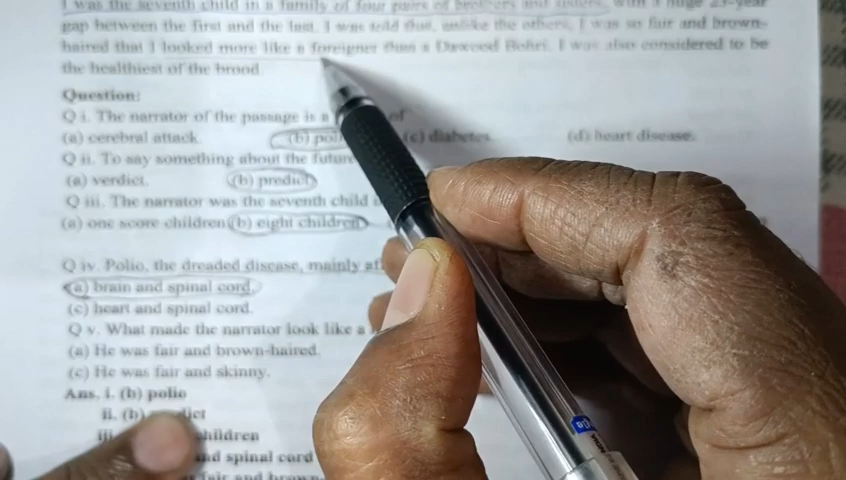 I was the seventh child in a family of four pairs of brothers and sisters, with a huge 23-year
gap between the first and the last. I was told that, unlike the others, I was so fair and brown-
haired that I looked more like a foreigner than a Dawood Bohri. I was also considered to be
the healthiest of the brood.
Question:
Q i. The narrator of the passage is a of
(a) cerebral attack. (b) (c) diabetes. (d) heart disease.
Q ii. To say something about the future
(a) verdict. (b) predict
Q iii. The narrator was the seventh child
(a) one score children (b) eight children
Q iv. Polio, the dreaded disease, mainly
(a) brain and spinal cord.
(c) heart and spinal cord.
Q v. What made the narrator look like a
(a) He was fair and brown-haired.
(c) He was fair and skinny.
Ans. i. (b) polio
ii. (b)
children
and spinal cord
fair and brown-